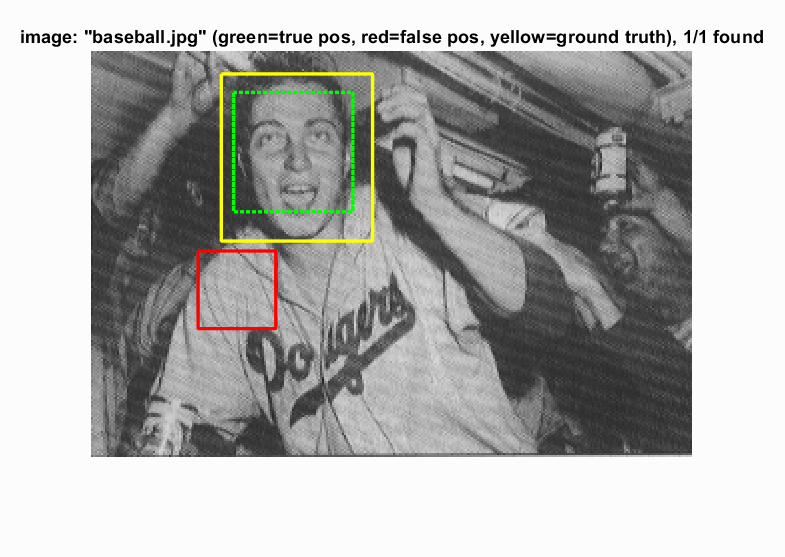 image: "baseball.jpg" (green=true pos, red=false pos, yellow=ground truth), 1/1 found
Dodgers